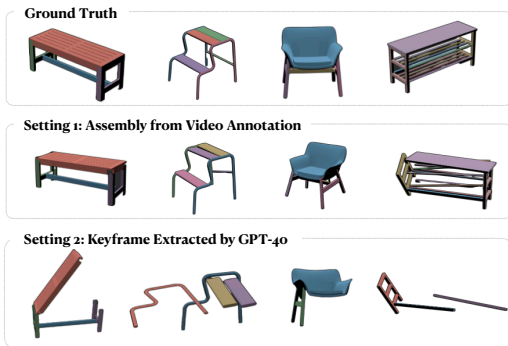 Ground Truth
Setting 1: Assembly from Video Annotation
Setting 2: Keyframe Extracted by GPT-4o